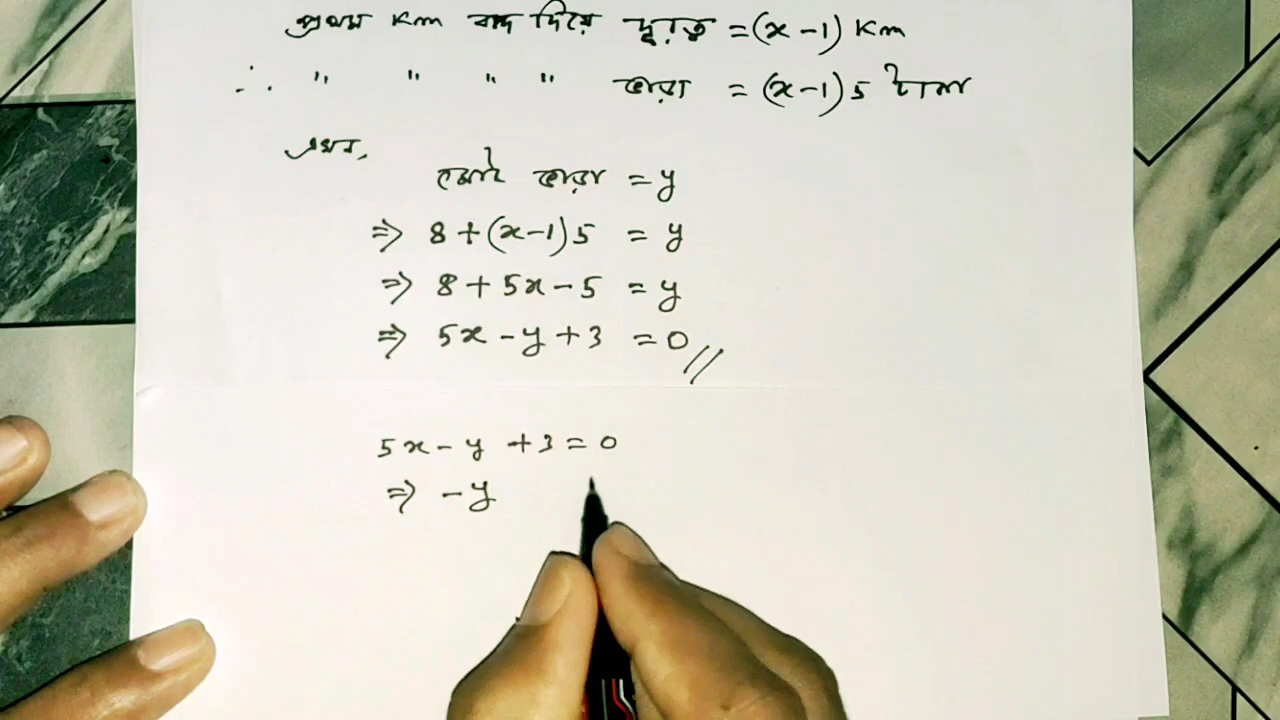 প্রথম Km বাদ দিয়ে দূরত্ব = (x-1) Km
∴ " " " " ভাড়া = (x-1)5 টাকা
এখন,
মোট ভাড়া = y
⇒ 8+(x-1)5 = y
⇒ 8+5x-5 = y
⇒ 5x-y+3 = 0 //
5x-y+3=0
⇒ -y